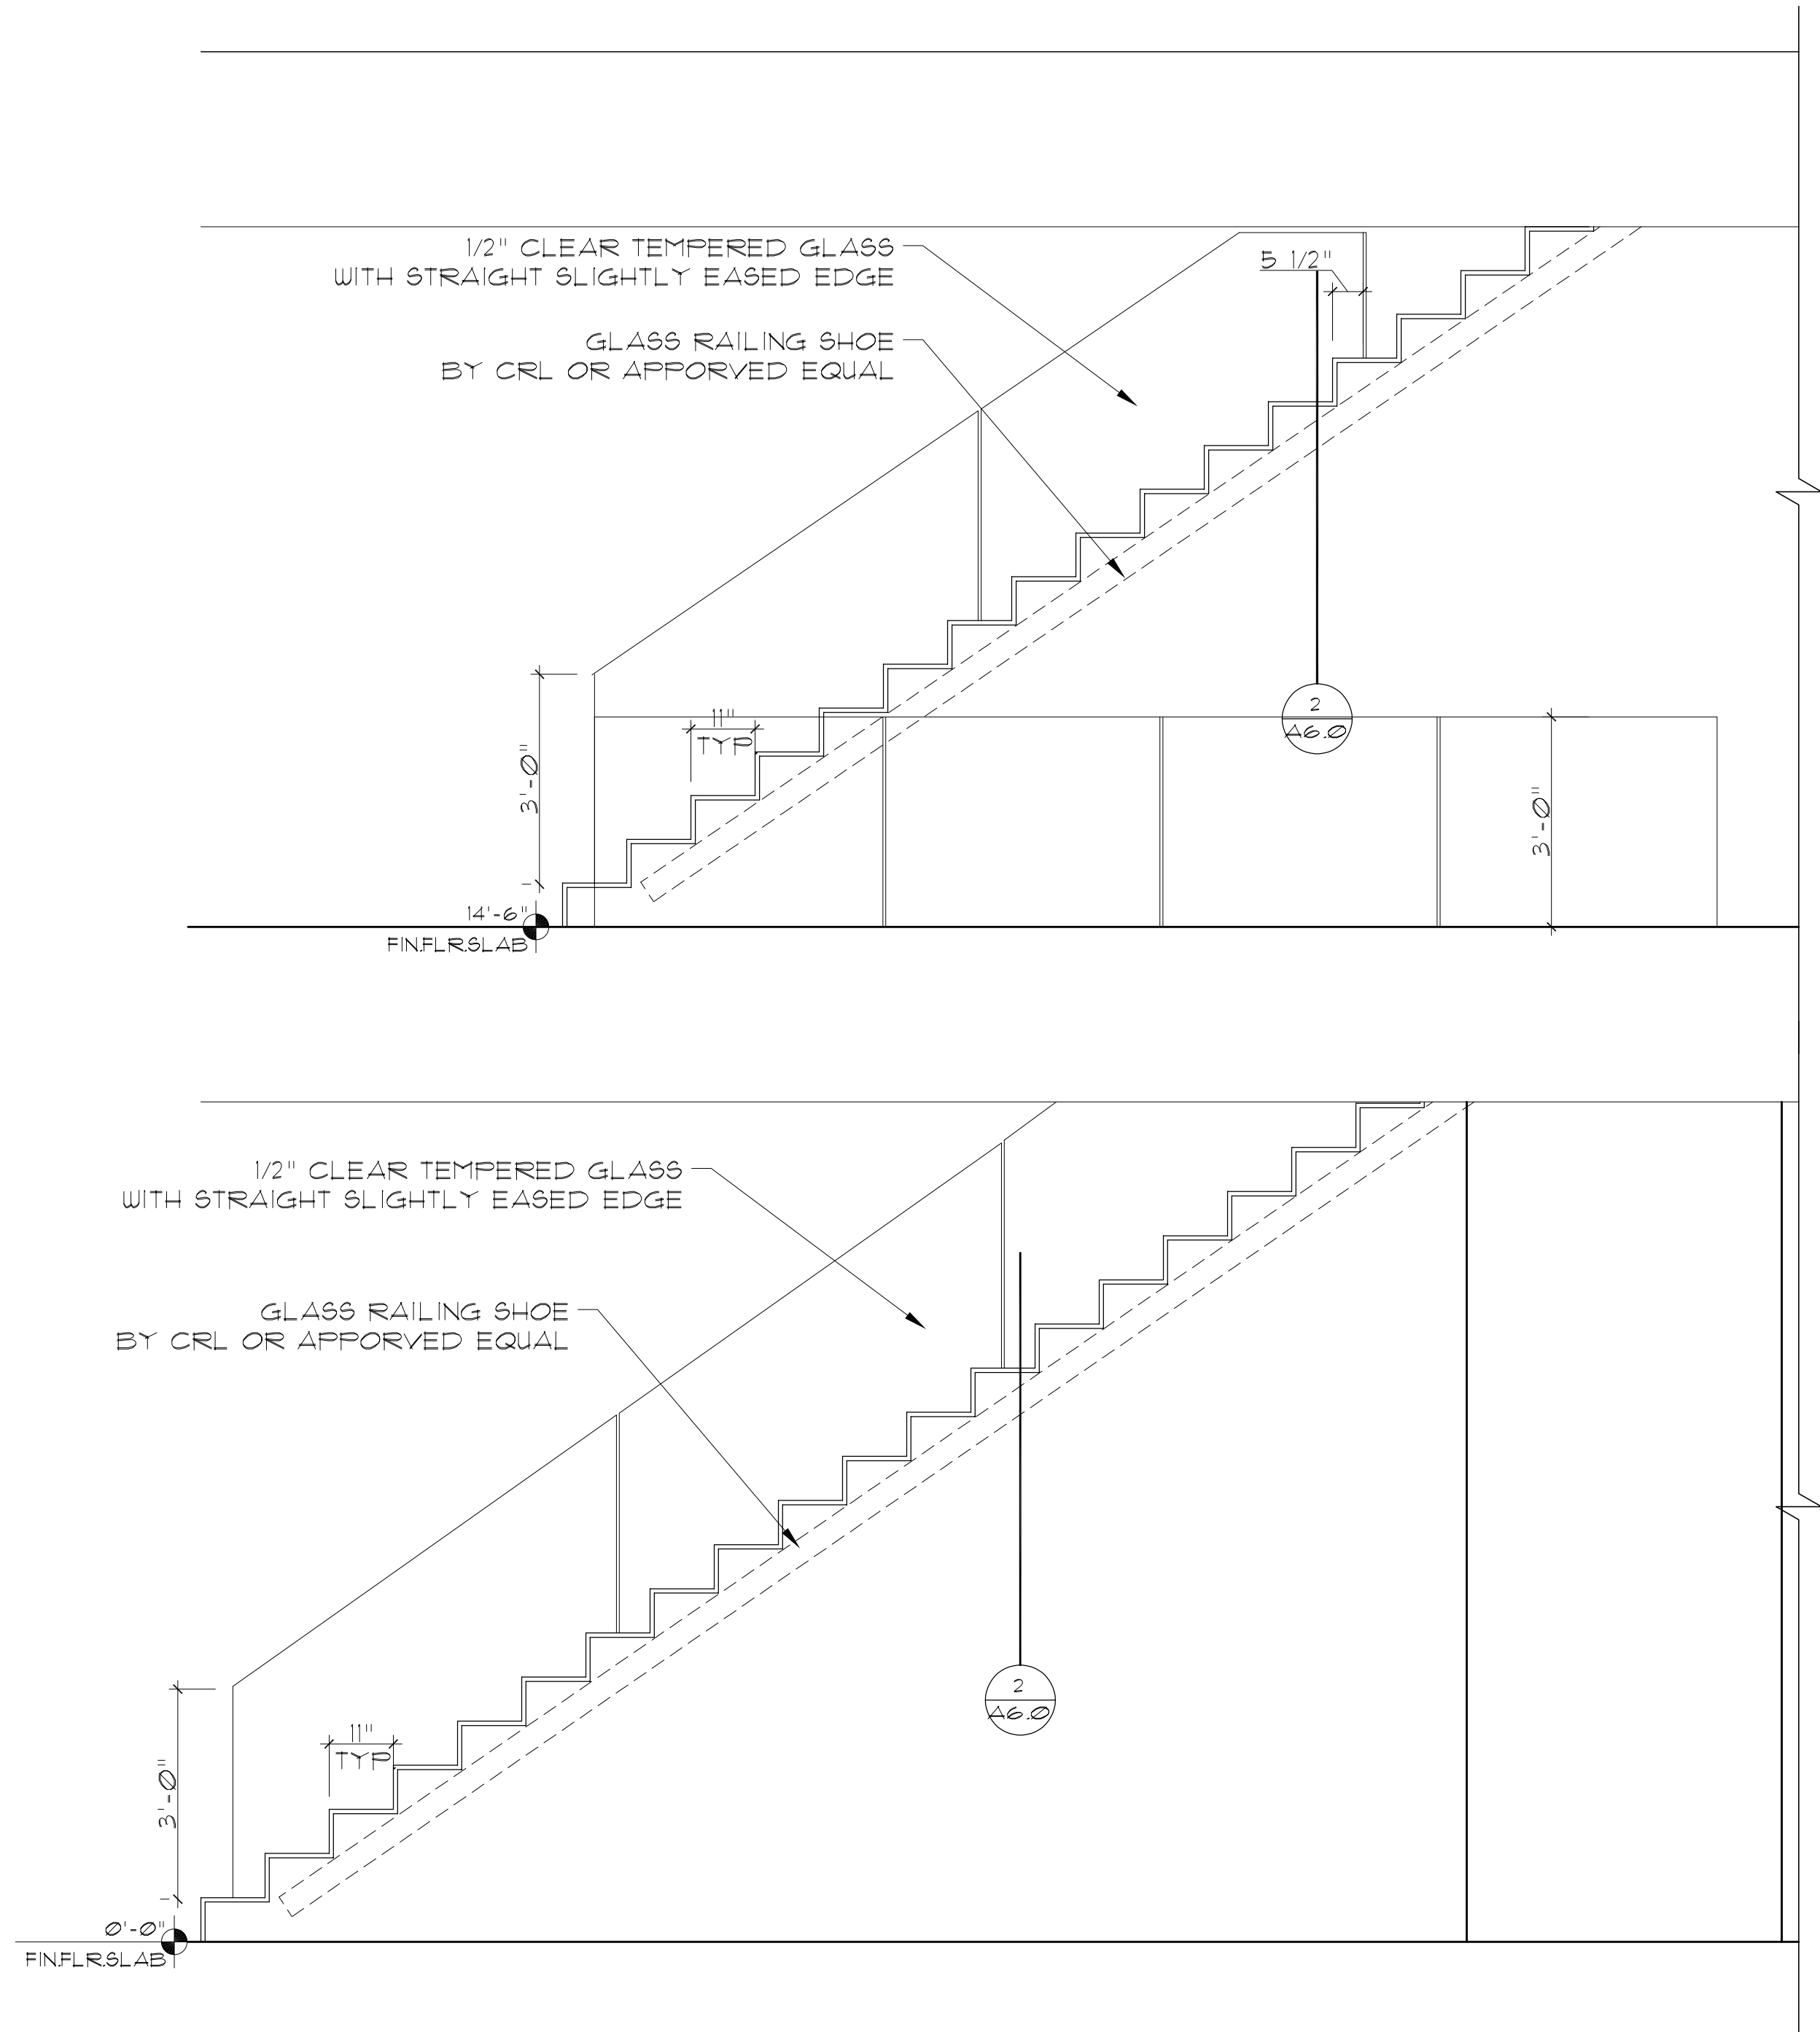 1/2" CLEAR TEMPERED GLASS
WITH STRAIGHT SLIGHTLY EASED EDGE
5 1/2"
GLASS RAILING SHOE
BY CRL OR APPORVED EQUAL
11"
TYP
2
A6.0
3'-0"
3'-0"
14'-6"
FIN.FLR.SLAB
1/2" CLEAR TEMPERED GLASS
WITH STRAIGHT SLIGHTLY EASED EDGE
GLASS RAILING SHOE
BY CRL OR APPORVED EQUAL
2
A6.0
11"
TYP
3'-0"
0'-0"
FIN.FLR.SLAB